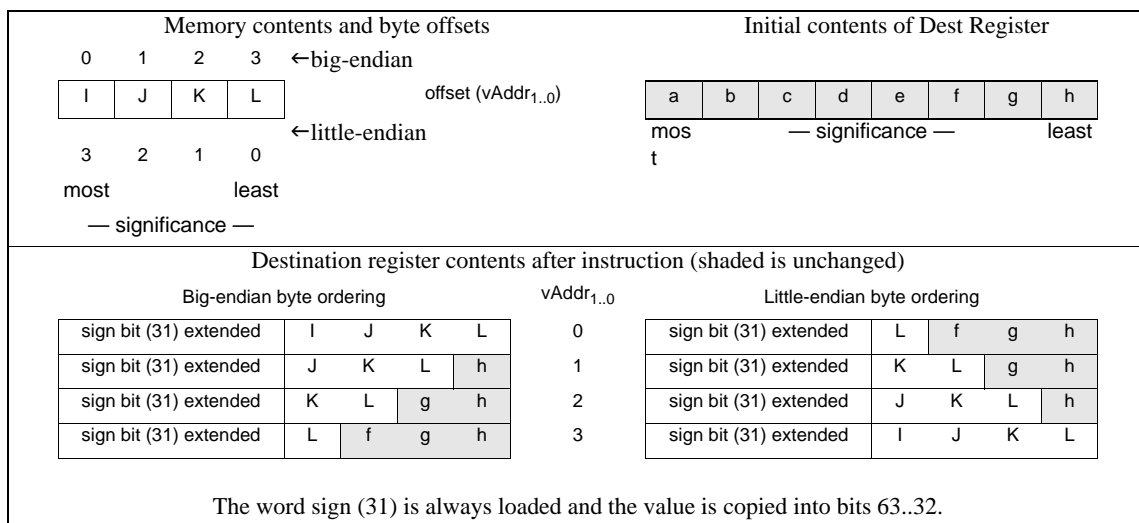 Memory contents and byte offsets
Initial contents of Dest Register
0 1 2 3 ←big-endian
I J K L
offset (vAddr1..0)
a b c d e f g h
←little-endian
mos
t
— significance —
least
3 2 1 0
most least
— significance —
Destination register contents after instruction (shaded is unchanged)
Big-endian byte ordering vAddr1..0 Little-endian byte ordering
sign bit (31) extended I J K L 0 sign bit (31) extended L f g h
sign bit (31) extended J K L h 1 sign bit (31) extended K L g h
sign bit (31) extended K L g h 2 sign bit (31) extended J K L h
sign bit (31) extended L f g h 3 sign bit (31) extended I J K L
The word sign (31) is always loaded and the value is copied into bits 63..32.